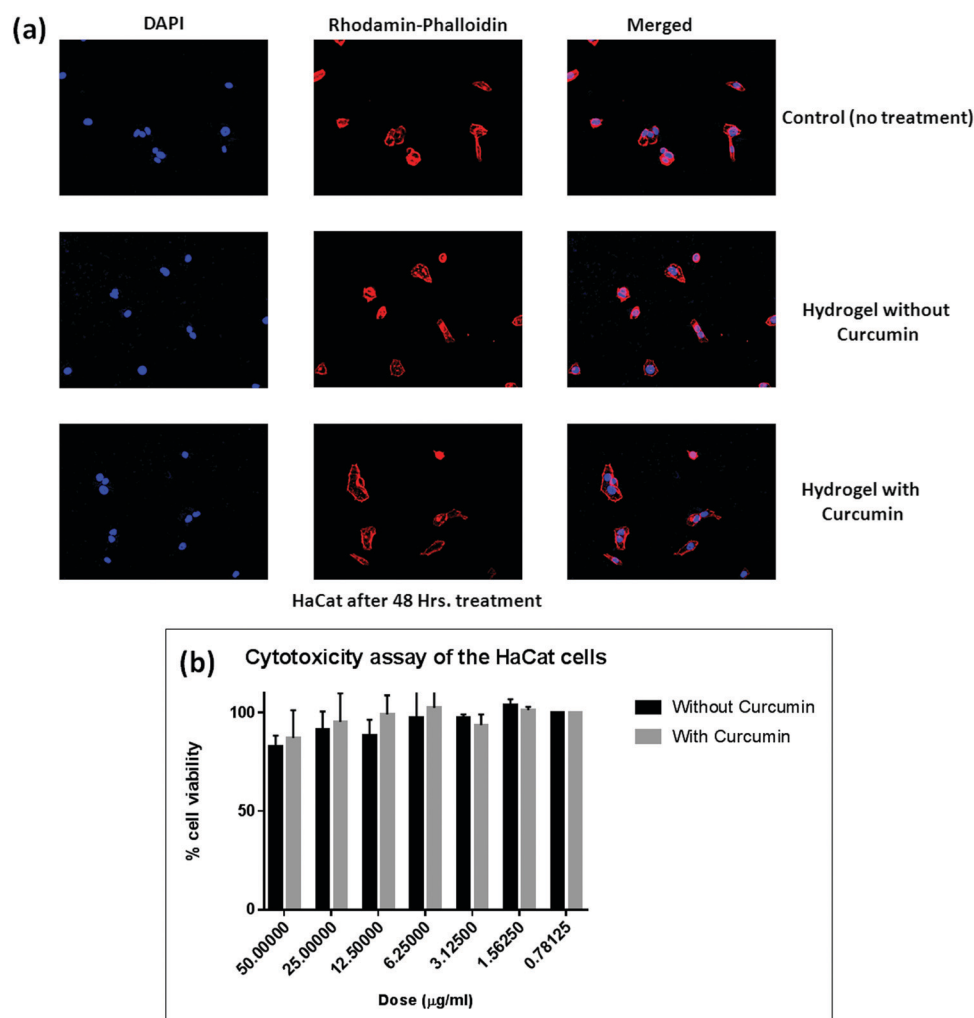 (a)
DAPI
Rhodamin-Phalloidin
Merged
Control (no treatment)
Hydrogel without
Curcumin
Hydrogel with
Curcumin
HaCat after 48 Hrs. treatment
(b)
Cytotoxicity assay of the HaCat cells
100
50
0
% cell viability
Without Curcumin
With Curcumin
50.00000
25.00000
12.50000
6.25000
3.12500
1.56250
0.78125
Dose (μg/ml)